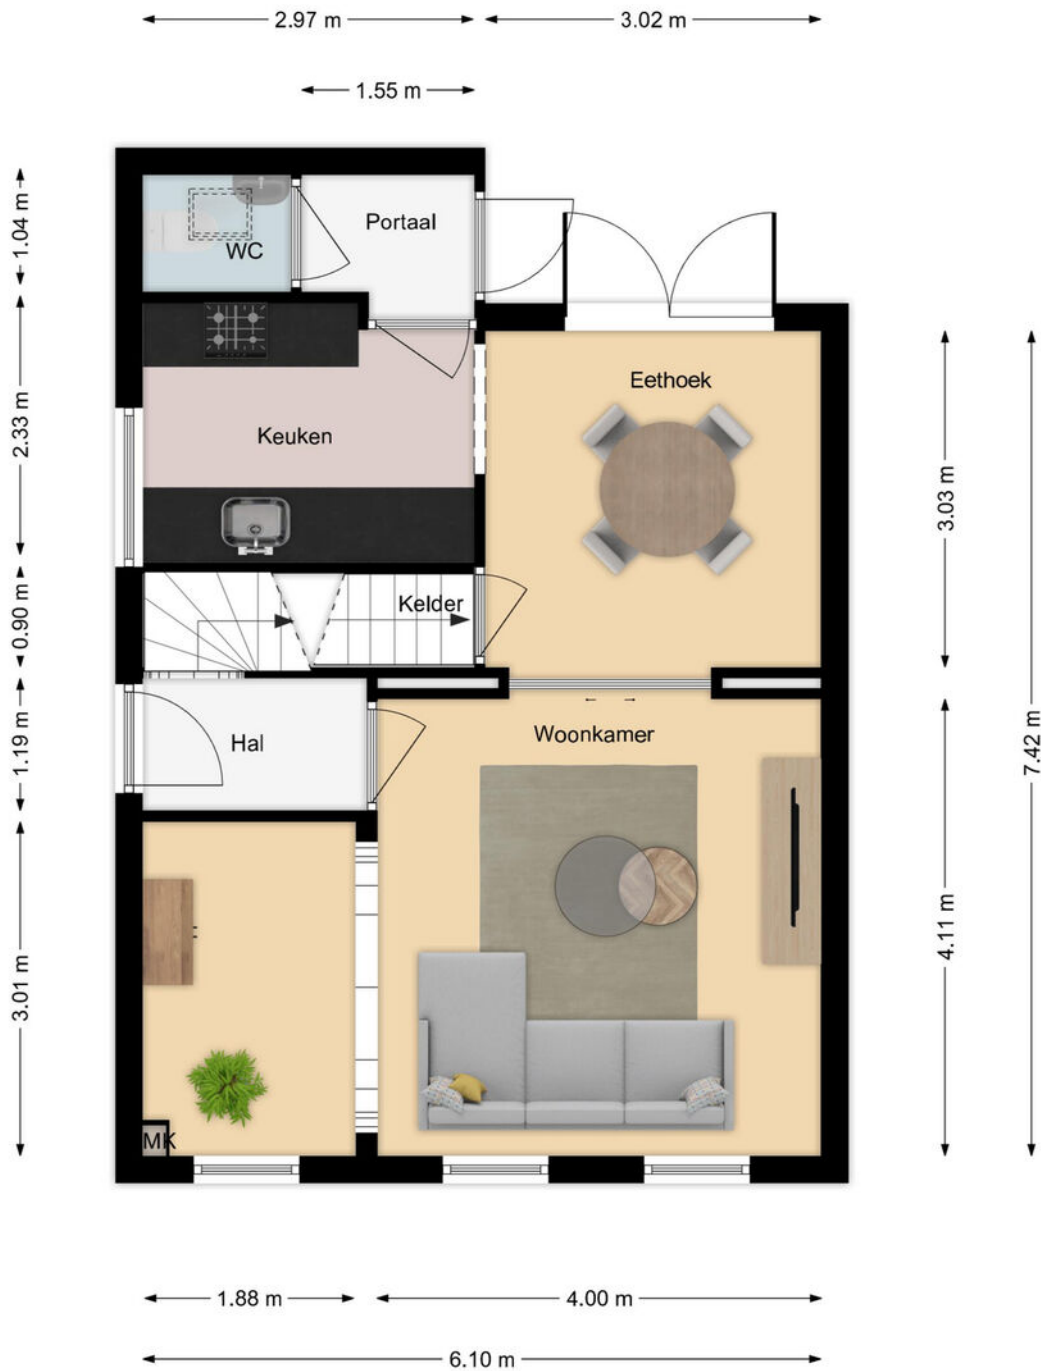 2.97 m
3.02 m
1.55 m
1.04 m
Portaal
WC
2.33 m
Keuken
Eethoek
3.03 m
0.90 m
Kelder
7.42 m
1.19 m
Hal
Woonkamer
3.01 m
4.11 m
MK
1.88 m
4.00 m
6.10 m